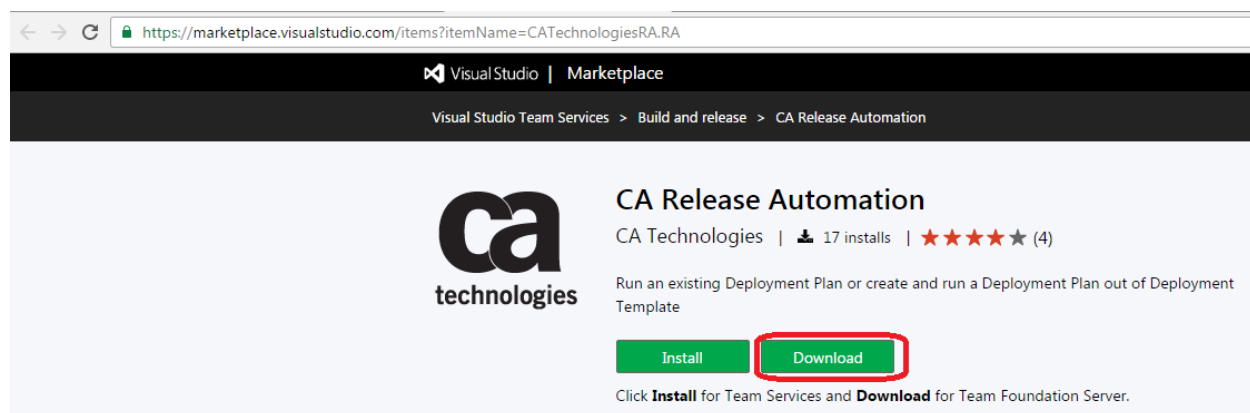 https://marketplace.visualstudio.com/items?itemName=CATechnologiesRA.RA
Visual Studio | Marketplace
Visual Studio Team Services > Build and release > CA Release Automation
ca
technologies
CA Release Automation
CA Technologies | 17 installs | (4)
Run an existing Deployment Plan or create and run a Deployment Plan out of Deployment
Template
Install Download
Click Install for Team Services and Download for Team Foundation Server.